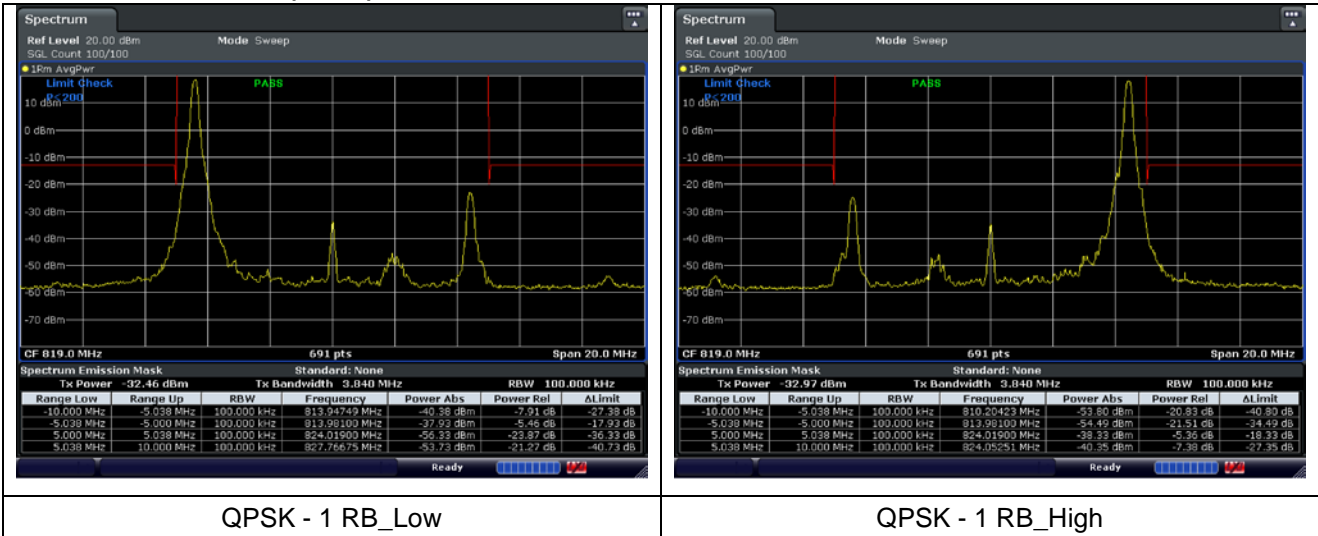 Spectrum
Ref Level 20.00 dBm Mode Sweep
SGL Count 100/100
1Rm AvgPwr
Limit Check PASS
P<200
10 dBm
0 dBm
-10 dBm
-20 dBm
-30 dBm
-40 dBm
-50 dBm
-60 dBm
-70 dBm
CF 819.0 MHz 691 pts Span 20.0 MHz
Spectrum Emission Mask Standard: None
Tx Power -32.46 dBm Tx Bandwidth 3.840 MHz RBW 100.000 kHz
Range Low Range Up RBW Frequency Power Abs Power Rel ΔLimit
-10.000 MHz -5.038 MHz 100.000 kHz 813.94749 MHz -40.38 dBm -7.91 dB -27.38 dB
-5.038 MHz -5.000 MHz 100.000 kHz 813.98100 MHz -37.93 dBm -5.46 dB -17.93 dB
5.000 MHz 5.038 MHz 100.000 kHz 824.01900 MHz -56.33 dBm -23.87 dB -36.33 dB
5.038 MHz 10.000 MHz 100.000 kHz 827.76675 MHz -53.73 dBm -21.27 dB -40.73 dB
Ready
QPSK - 1 RB_Low
Spectrum
Ref Level 20.00 dBm Mode Sweep
SGL Count 100/100
1Rm AvgPwr
Limit Check PASS
P<200
10 dBm
0 dBm
-10 dBm
-20 dBm
-30 dBm
-40 dBm
-50 dBm
-60 dBm
-70 dBm
CF 819.0 MHz 691 pts Span 20.0 MHz
Spectrum Emission Mask Standard: None
Tx Power -32.97 dBm Tx Bandwidth 3.840 MHz RBW 100.000 kHz
Range Low Range Up RBW Frequency Power Abs Power Rel ΔLimit
-10.000 MHz -5.038 MHz 100.000 kHz 810.20423 MHz -53.80 dBm -20.83 dB -40.80 dB
-5.038 MHz -5.000 MHz 100.000 kHz 813.98100 MHz -54.49 dBm -21.51 dB -34.49 dB
5.000 MHz 5.038 MHz 100.000 kHz 824.01900 MHz -38.33 dBm -5.36 dB -18.33 dB
5.038 MHz 10.000 MHz 100.000 kHz 824.05251 MHz -40.35 dBm -7.38 dB -27.35 dB
Ready
QPSK - 1 RB_High